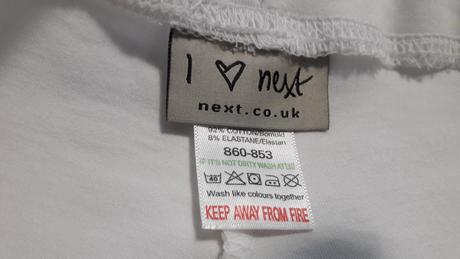 I ♡ next
next.co.uk
92% COTTON/Bomuld
8% ELASTANE/Elastan
860-853
IF IT'S NOT DIRTY WASH AT 30°
40
Wash like colours together
KEEP AWAY FROM FIRE